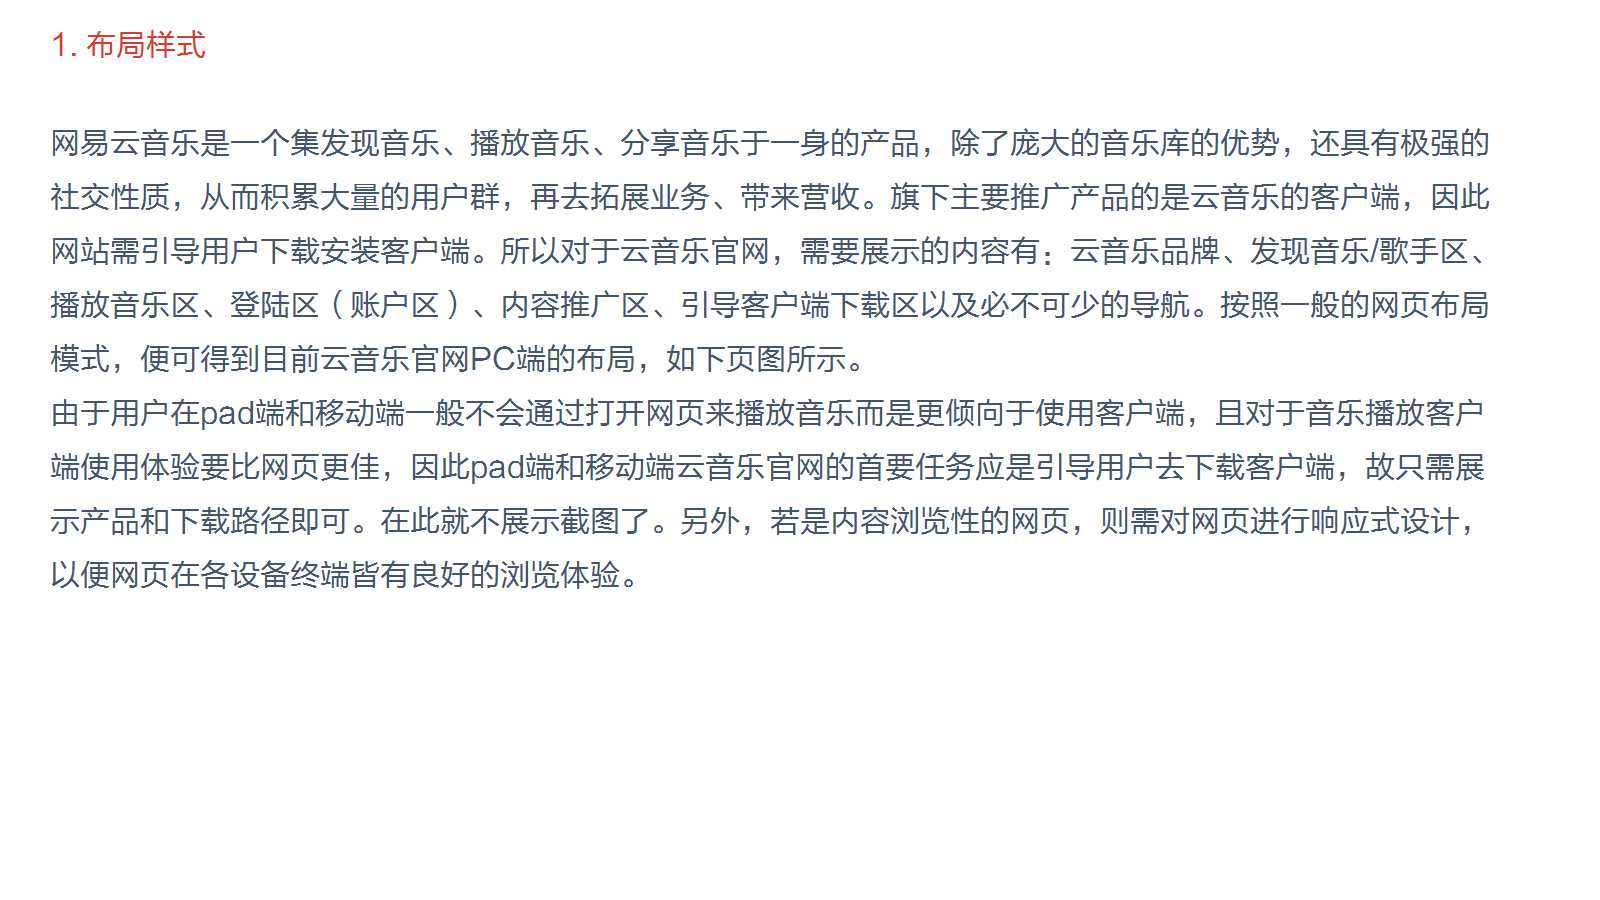 1. 布局样式
网易云音乐是一个集发现音乐、播放音乐、分享音乐于一身的产品，除了庞大的音乐库的优势，还具有极强的
社交性质，从而积累大量的用户群，再去拓展业务、带来营收。旗下主要推广产品的是云音乐的客户端，因此
网站需引导用户下载安装客户端。所以对于云音乐官网，需要展示的内容有：云音乐品牌、发现音乐/歌手区、
播放音乐区、登陆区（账户区）、内容推广区、引导客户端下载区以及必不可少的导航。按照一般的网页布局
模式，便可得到目前云音乐官网PC端的布局，如下页图所示。
由于用户在pad端和移动端一般不会通过打开网页来播放音乐而是更倾向于使用客户端，且对于音乐播放客户
端使用体验要比网页更佳，因此pad端和移动端云音乐官网的首要任务应是引导用户去下载客户端，故只需展
示产品和下载路径即可。在此就不展示截图了。另外，若是内容浏览性的网页，则需对网页进行响应式设计，
以便网页在各设备终端皆有良好的浏览体验。